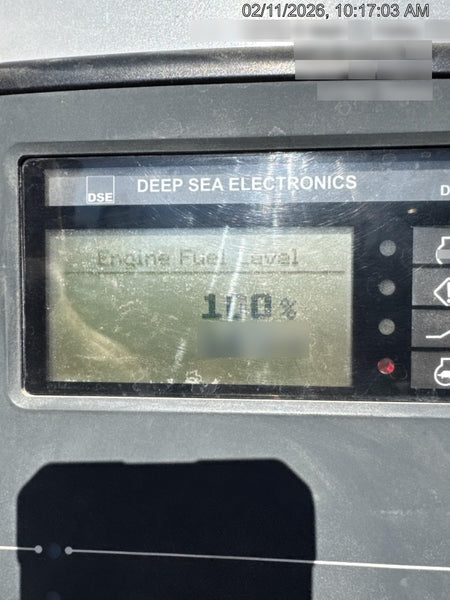 02/11/2026, 10:17:03 AM
DSE
DEEP SEA ELECTRONICS
D
Engine Fuel Level
100%